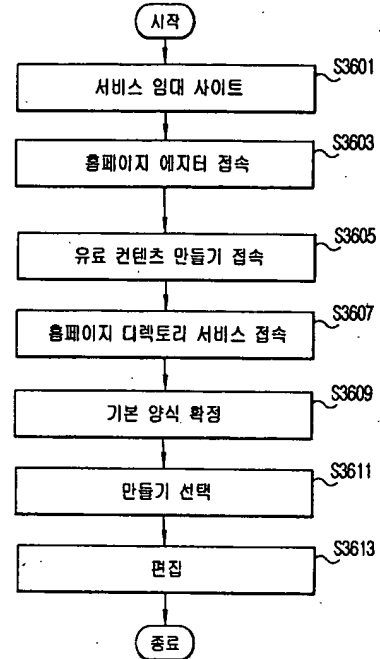 시작
S3601
서비스 임대 사이트
S3603
홈페이지 에지터 접속
S3605
유료 컨텐츠 만들기 접속
S3607
홈페이지 디렉토리 서비스 접속
S3609
기본 양식 확정
S3611
만들기 선택
S3613
편집
종료